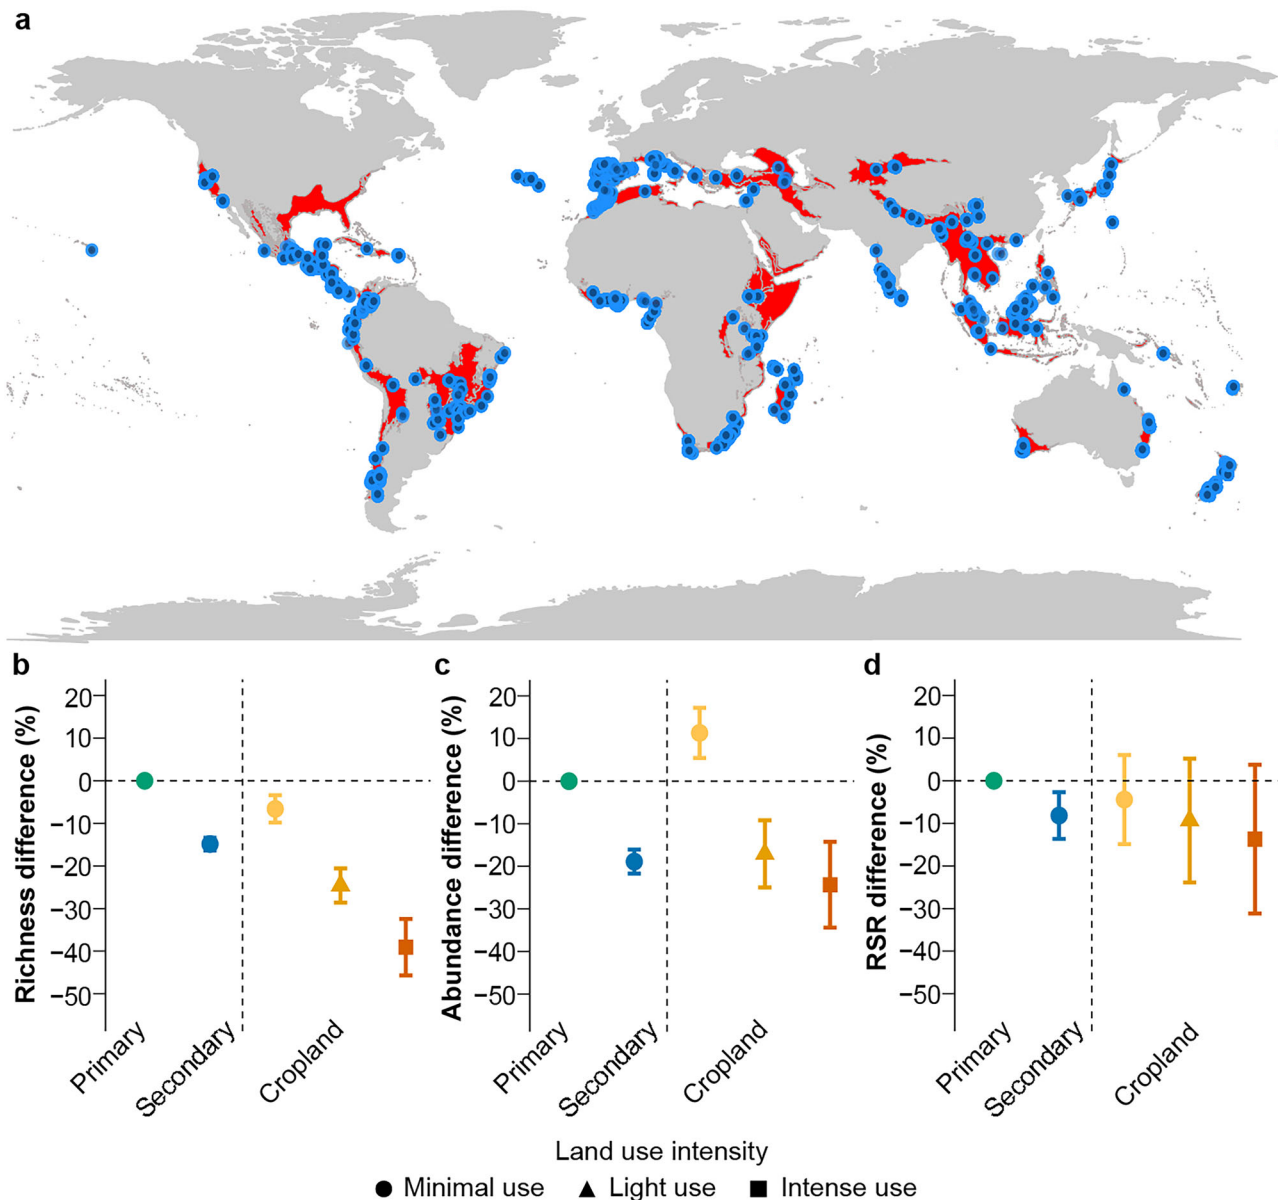 a
b
Richness difference (%)
20
10
0
−10
−20
−30
−40
−50
Primary
Secondary
Cropland
c
Abundance difference (%)
20
10
0
−10
−20
−30
−40
−50
Primary
Secondary
Cropland
d
RSR difference (%)
20
10
0
−10
−20
−30
−40
−50
Primary
Secondary
Cropland
Land use intensity
Minimal use Light use Intense use